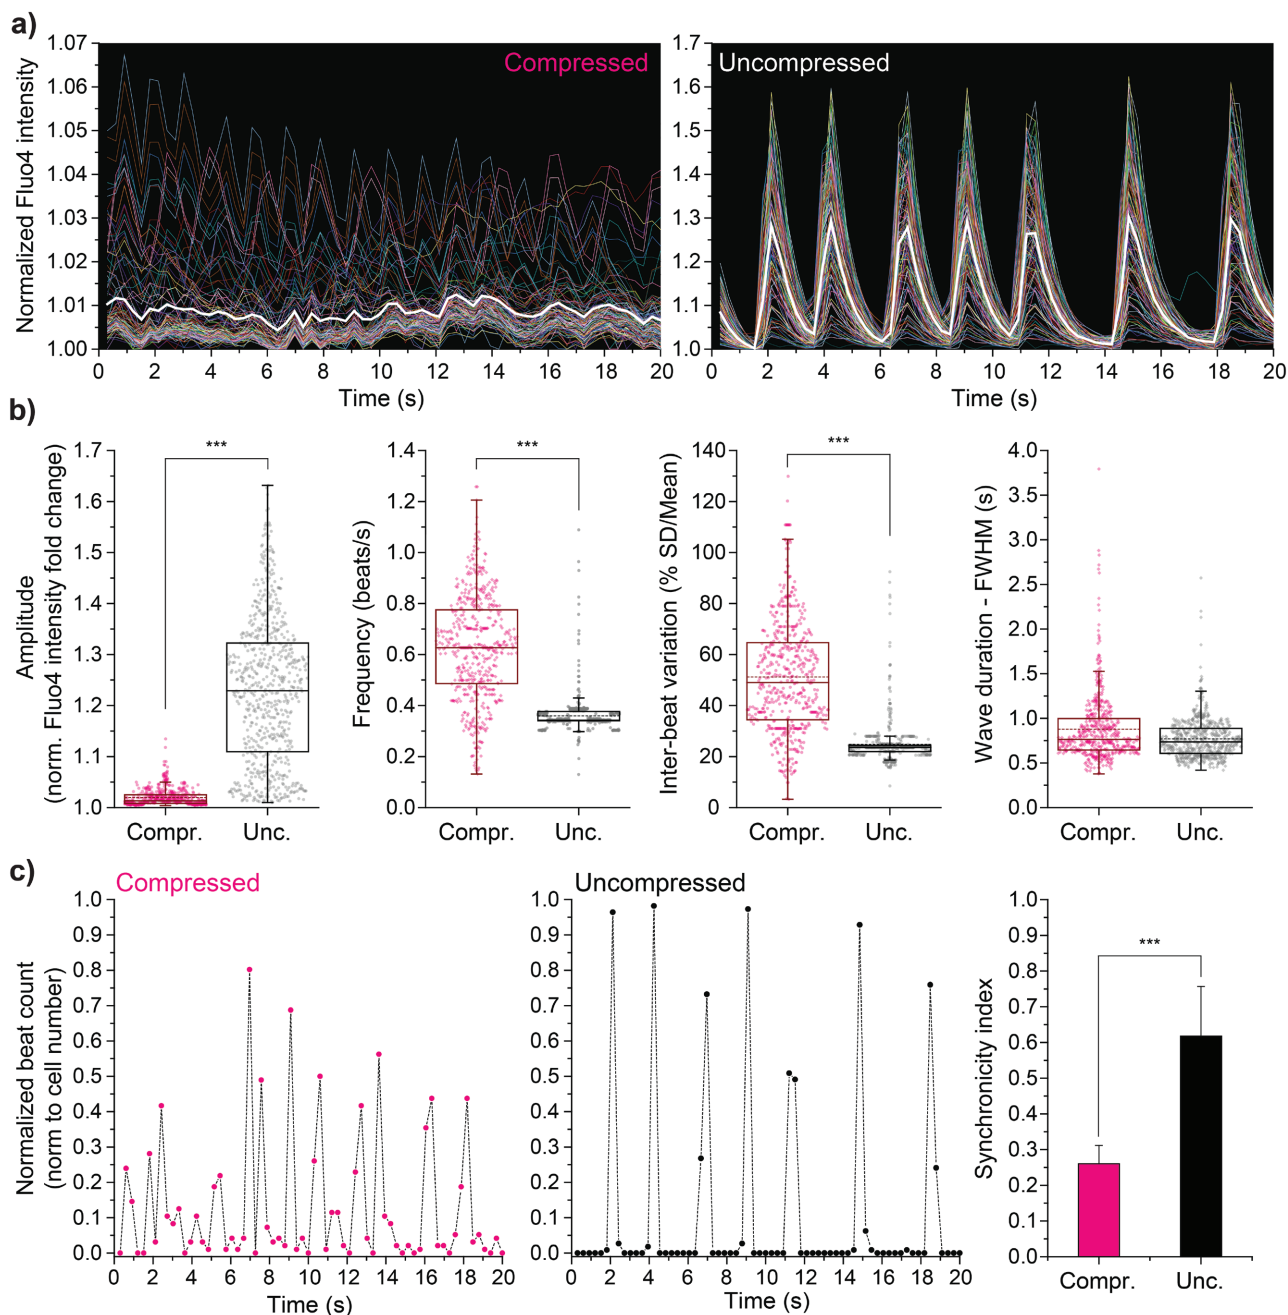 a)
Normalized Fluo4 intensity
1.07
1.06
1.05
1.04
1.03
1.02
1.01
1.00
Compressed
0 2 4 6 8 10 12 14 16 18 20
Time (s)
1.7
1.6
1.5
1.4
1.3
1.2
1.1
1.0
Uncompressed
0 2 4 6 8 10 12 14 16 18 20
Time (s)
b)
Amplitude
(norm. Fluo4 intensity fold change)
1.7
1.6
1.5
1.4
1.3
1.2
1.1
1.0
***
Compr. Unc.
Frequency (beats/s)
1.4
1.2
1.0
0.8
0.6
0.4
0.2
0.0
***
Compr. Unc.
Inter-beat variation (% SD/Mean)
140
120
100
80
60
40
20
0
***
Compr. Unc.
Wave duration - FWHM (s)
4.0
3.5
3.0
2.5
2.0
1.5
1.0
0.5
0.0
Compr. Unc.
c)
Normalized beat count
(norm to cell number)
Compressed
1.0
0.9
0.8
0.7
0.6
0.5
0.4
0.3
0.2
0.1
0.0
0 2 4 6 8 10 12 14 16 18 20
Time (s)
Uncompressed
1.0
0.9
0.8
0.7
0.6
0.5
0.4
0.3
0.2
0.1
0.0
0 2 4 6 8 10 12 14 16 18 20
Time (s)
Synchronicity index
1.0
0.9
0.8
0.7
0.6
0.5
0.4
0.3
0.2
0.1
0.0
***
Compr. Unc.